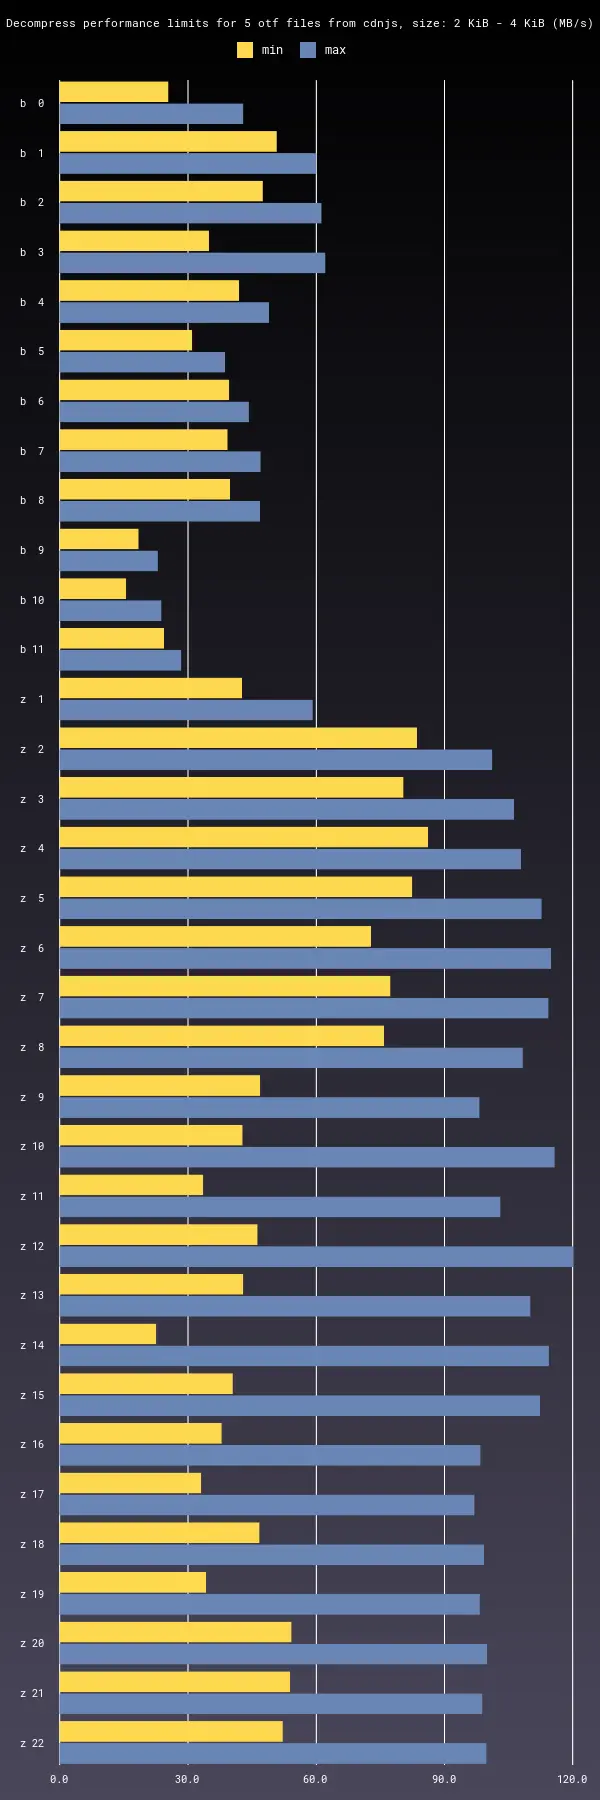 Decompress performance limits for 5 otf files from cdnjs, size: 2 KiB - 4 KiB (MB/s)
min max
b 0
b 1
b 2
b 3
b 4
b 5
b 6
b 7
b 8
b 9
b 10
b 11
z 1
z 2
z 3
z 4
z 5
z 6
z 7
z 8
z 9
z 10
z 11
z 12
z 13
z 14
z 15
z 16
z 17
z 18
z 19
z 20
z 21
z 22
0.0 30.0 60.0 90.0 120.0